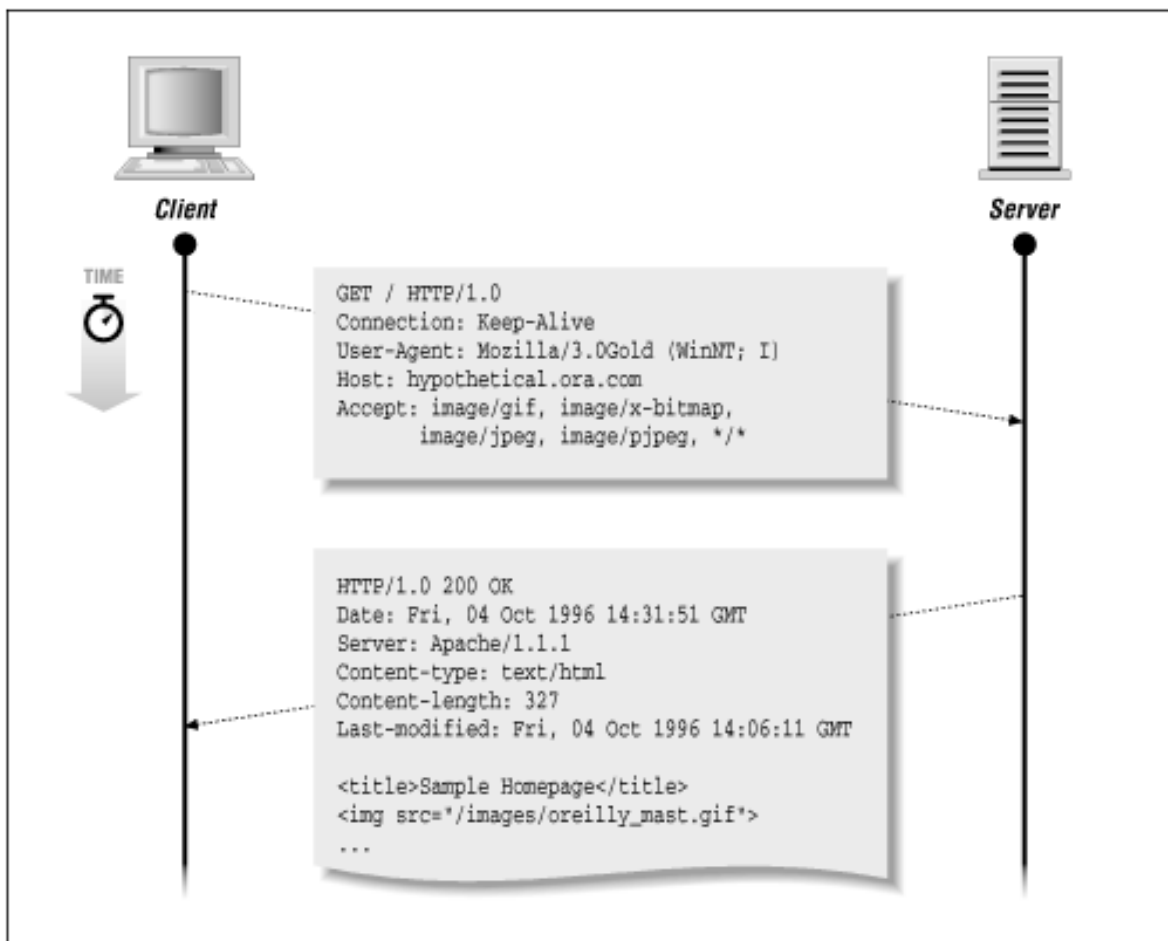 Client
Server
TIME
GET / HTTP/1.0
Connection: Keep-Alive
User-Agent: Mozilla/3.0Gold (WinNT; I)
Host: hypothetical.ora.com
Accept: image/gif, image/x-bitmap,
image/jpeg, image/pjpeg, */*
HTTP/1.0 200 OK
Date: Fri, 04 Oct 1996 14:31:51 GMT
Server: Apache/1.1.1
Content-type: text/html
Content-length: 327
Last-modified: Fri, 04 Oct 1996 14:06:11 GMT
<title>Sample Homepage</title>
<img src="/images/oreilly_mast.gif">
...